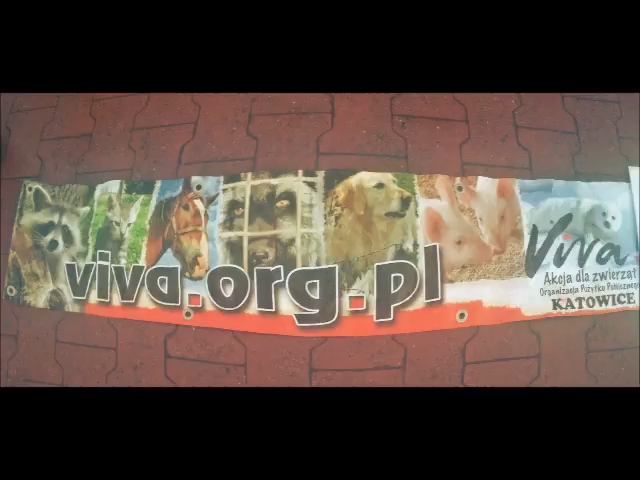 viva.org.pl
Viva!
Akcja dla zwierząt
Organizacja Pożytku Publicznego
KATOWICE